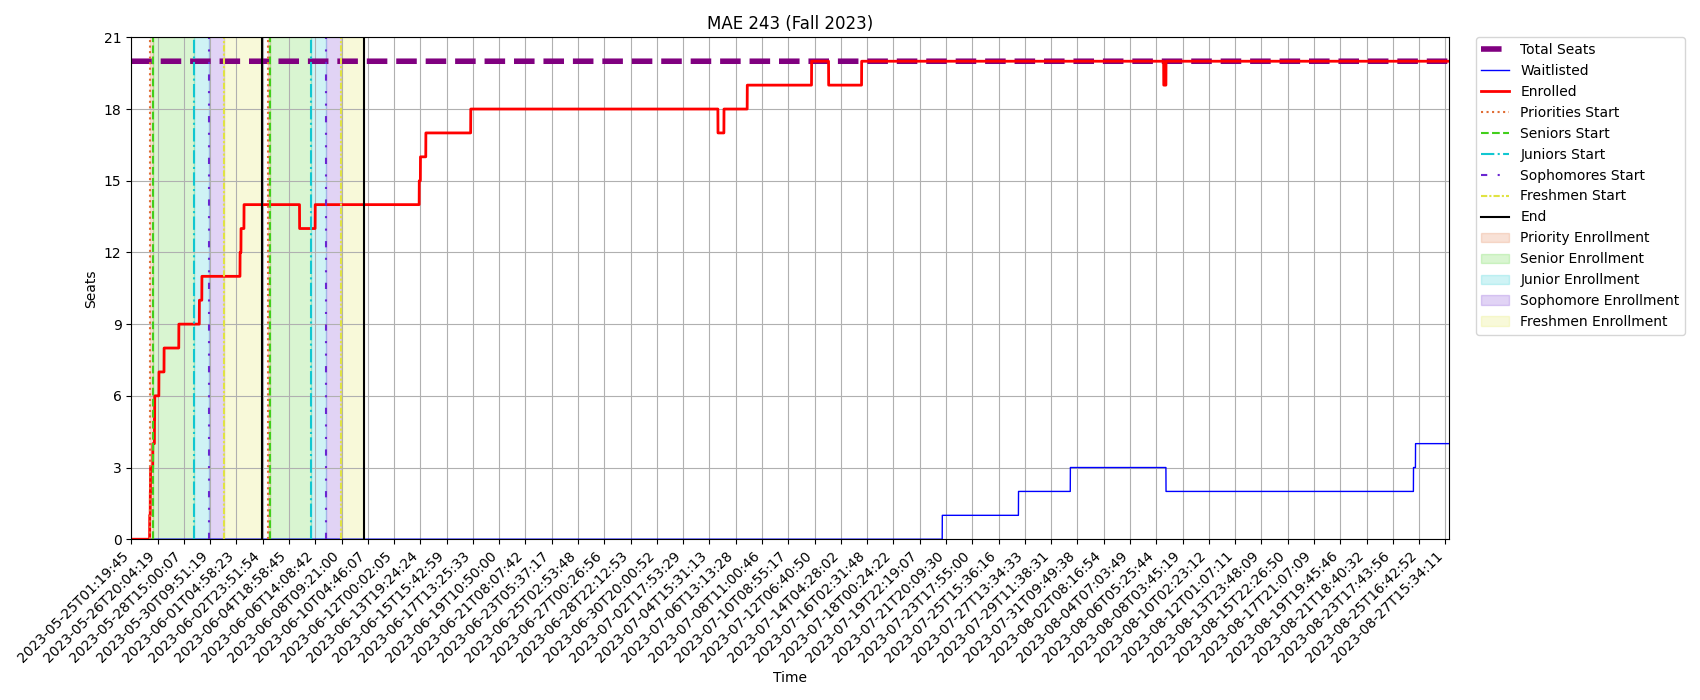 MAE 243 (Fall 2023)
21
18
15
12
9
6
3
0
Seats
2023-05-25T01:19:45
2023-05-26T20:04:19
2023-05-28T15:00:07
2023-05-30T09:51:19
2023-06-01T04:58:23
2023-06-02T23:51:54
2023-06-04T18:58:45
2023-06-06T14:08:42
2023-06-08T09:21:00
2023-06-10T04:46:07
2023-06-12T00:02:05
2023-06-13T19:24:24
2023-06-15T15:42:59
2023-06-17T13:25:33
2023-06-19T10:50:00
2023-06-21T08:07:42
2023-06-23T05:37:17
2023-06-25T02:53:48
2023-06-27T00:26:56
2023-06-28T22:12:53
2023-06-30T20:00:52
2023-07-02T17:53:29
2023-07-04T15:31:13
2023-07-06T13:13:28
2023-07-08T11:00:46
2023-07-10T08:55:17
2023-07-12T06:40:50
2023-07-14T04:28:02
2023-07-16T02:31:48
2023-07-18T00:24:22
2023-07-19T22:19:07
2023-07-21T20:09:30
2023-07-23T17:55:00
2023-07-25T15:36:16
2023-07-27T13:34:33
2023-07-29T11:38:31
2023-07-31T09:49:38
2023-08-02T08:16:54
2023-08-04T07:03:49
2023-08-06T05:25:44
2023-08-08T03:45:19
2023-08-10T02:23:12
2023-08-12T01:07:11
2023-08-13T23:48:09
2023-08-15T22:26:50
2023-08-17T21:07:09
2023-08-19T19:45:46
2023-08-21T18:40:32
2023-08-23T17:43:56
2023-08-25T16:42:52
2023-08-27T15:34:11
Time
Total Seats
Waitlisted
Enrolled
Priorities Start
Seniors Start
Juniors Start
Sophomores Start
Freshmen Start
End
Priority Enrollment
Senior Enrollment
Junior Enrollment
Sophomore Enrollment
Freshmen Enrollment